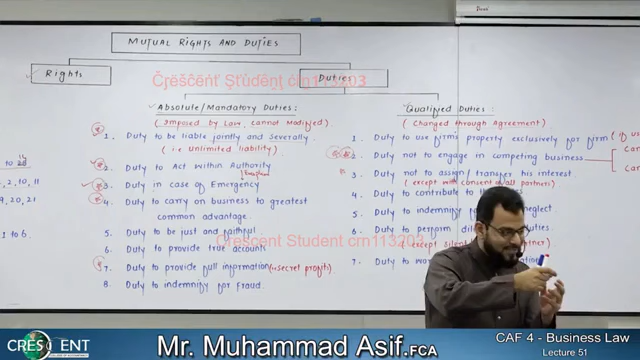 Mutual Rights and Duties
Rights
Duties
Crescent Student crn113203
Absolute/Mandatory Duties:
(Imposed by Law, cannot Modified)
1. Duty to be liable jointly and severally.
(i.e unlimited liability).
2. Duty to Act within Authority
3. Duty in case of Emergency
4. Duty to carry on business to greatest
common advantage.
5 Duty to be just and faithful
6. Duty to provide true accounts
7 Duty to provide full information (secret profits)
8. Duty to indemnify for fraud.
Qualified Duties:
(Changed through Agreement)
1. Duty to use firm's property exclusively for firm
2. Duty not to engage in competing business
3. Duty not to assign/transfer his interest.
(except with consent of all partners)
4 Duty to contribute to
5. Duty to indemnify for neglect.
6. Duty to perform duties.
(except
7. Duty to
Crescent Student crn113203
1 to 6
CRESCENT
Mr. Muhammad Asif.FCA
CAF 4 - Business Law
Lecture 51